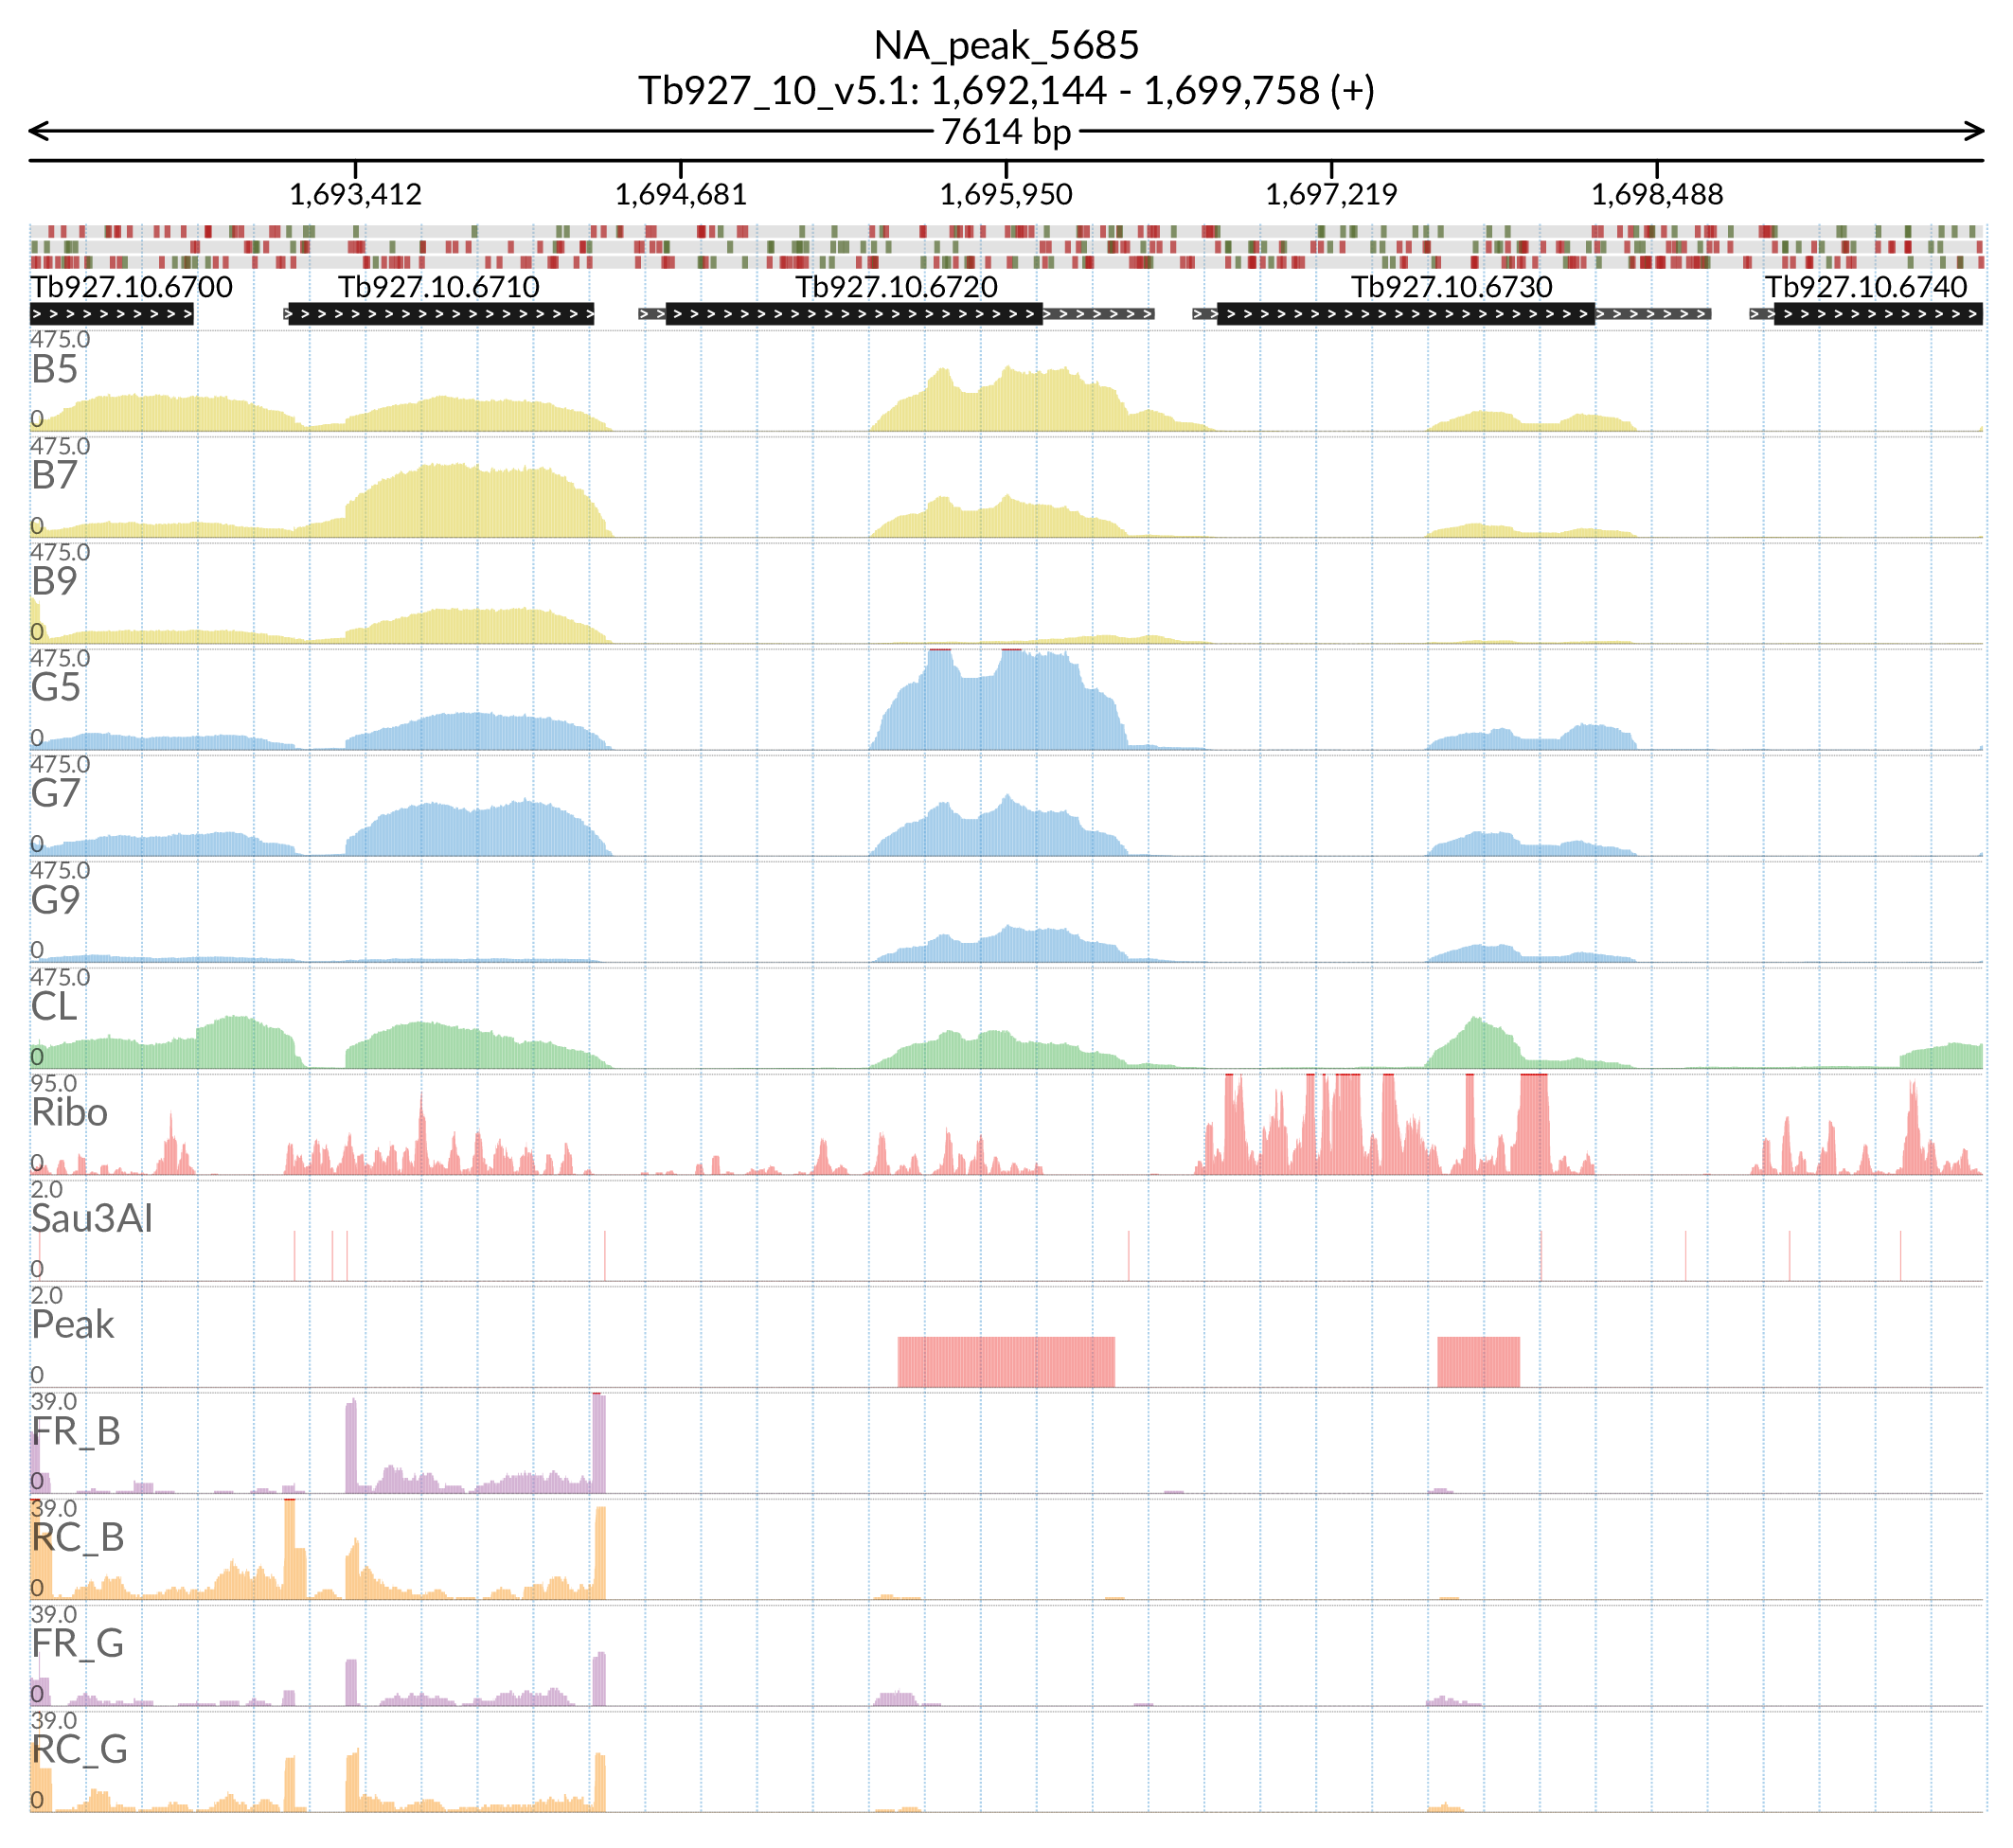 NA_peak_5685
Tb927_10_v5.1: 1,692,144 - 1,699,758 (+)
7614 bp
1,693,412 1,694,681 1,695,950 1,697,219 1,698,488
Tb927.10.6700 Tb927.10.6710 Tb927.10.6720 Tb927.10.6730 Tb927.10.6740
475.0
B5
0
475.0
B7
0
475.0
B9
0
475.0
G5
0
475.0
G7
0
475.0
G9
0
475.0
CL
0
95.0
Ribo
0
2.0
Sau3AI
0
2.0
Peak
0
39.0
FR_B
0
39.0
RC_B
0
39.0
FR_G
0
39.0
RC_G
0